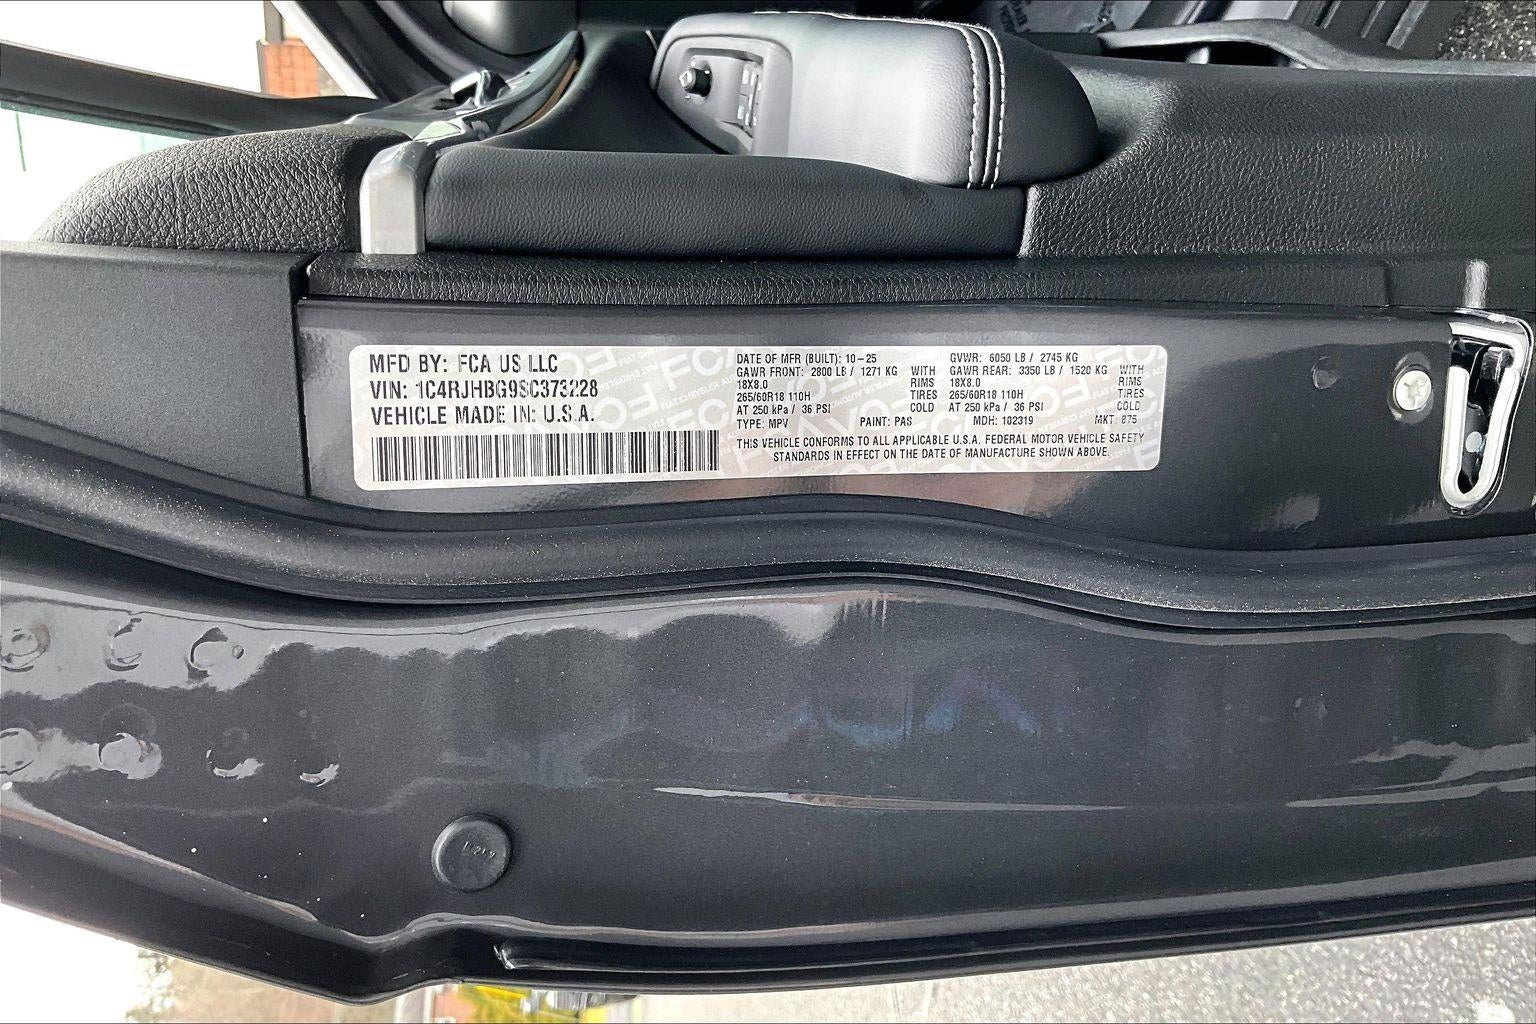 MFD BY: FCA US LLC
VIN: 1C4RJHBG9SC373228
VEHICLE MADE IN: U.S.A.
DATE OF MFR (BUILT): 10-25 GVWR: 6050 LB / 2745 KG
GAWR FRONT: 2800 LB / 1271 KG WITH GAWR REAR: 3350 LB / 1520 KG WITH
18X8.0 RIMS 18X8.0 RIMS
265/60R18 110H TIRES 265/60R18 110H TIRES
AT 250 kPa / 36 PSI COLD AT 250 kPa / 36 PSI COLD
TYPE: MPV PAINT: PAS MDH: 102319 MKT: 875
THIS VEHICLE CONFORMS TO ALL APPLICABLE U.S.A. FEDERAL MOTOR VEHICLE SAFETY
STANDARDS IN EFFECT ON THE DATE OF MANUFACTURE SHOWN ABOVE.